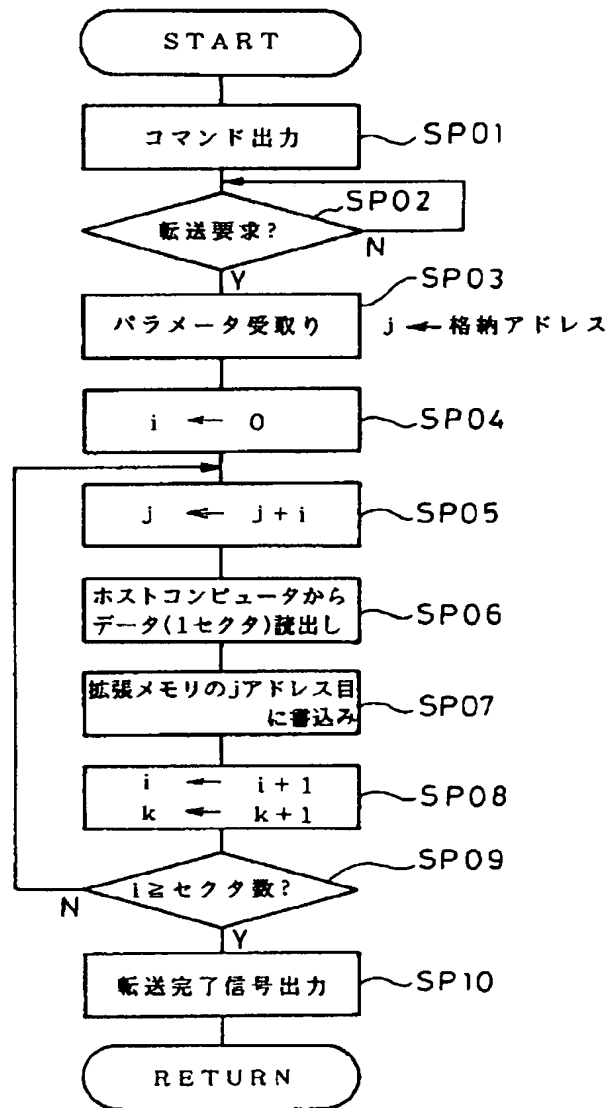 START
コマンド出力
SP01
転送要求?
SP02
N
Y
パラメータ受取り
SP03
j ← 格納アドレス
i ← 0
SP04
j ← j+i
SP05
ホストコンピュータから
データ(1セクタ)読出し
SP06
拡張メモリのjアドレス目
に書込み
SP07
i ← i+1
k ← k+1
SP08
i≧セクタ数?
SP09
N
Y
転送完了信号出力
SP10
RETURN